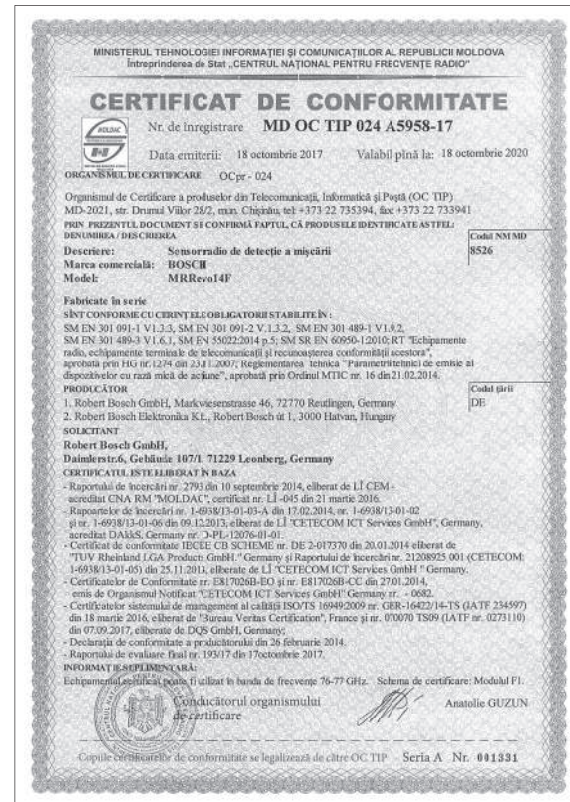 MINISTERUL TEHNOLOGIEI INFORMAȚIEI ȘI COMUNICAȚIILOR AL REPUBLICII MOLDOVA
Întreprinderea de Stat „CENTRUL NAȚIONAL PENTRU FRECVENȚE RADIO"
CERTIFICAT DE CONFORMITATE
MOLDAC
Nr. de înregistrare MD OC TIP 024 A5958-17
Data emiterii: 18 octombrie 2017 Valabil pînă la: 18 octombrie 2020
ORGANISMUL DE CERTIFICARE OCpr - 024
Organismul de Certificare a produselor din Telecomunicații, Informatică și Poștă (OC TIP)
MD-2021, str. Drumul Viilor 28/2, mun. Chișinău, tel: +373 22 735394, fax +373 22 733941
PRIN PREZENTUL DOCUMENT SE CONFIRMĂ FAPTUL, CĂ PRODUSELE IDENTIFICATE ASTFEL:
DENUMIREA / DESCRIEREA Codul NM MD
Descriere: Sensorradio de detecție a mișcării 8526
Marca comercială: BOSCH
Model: MRRevo14F
Fabricate în serie
SÎNT CONFORME CU CERINȚELE OBLIGATORII STABILITE ÎN :
SM EN 301 091-1 V1.3.3, SM EN 301 091-2 V.1.3.2, SM EN 301 489-1 V1.9.2,
SM EN 301 489-3 V1.6.1, SM EN 55022:2014 p.5; SM SR EN 60950-1:2010; RT "Echipamente
radio, echipamente terminale de telecomunicații și recunoașterea conformității acestora",
aprobată prin HG nr.1274 din 23.11.2007; Reglementarea tehnică "Parametrii tehnici de emisie ai
dispozitivelor cu rază mică de acțiune", aprobată prin Ordinul MTIC nr. 16 din 21.02.2014.
PRODUCĂTOR Codul țării
1. Robert Bosch GmbH, Markwiesenstrasse 46, 72770 Reutlingen, Germany DE
2. Robert Bosch Elektronika Kt., Robert Bosch út 1, 3000 Hatvan, Hungary
SOLICITANT
Robert Bosch GmbH,
Daimlerstr.6, Gebäude 107/1 71229 Leonberg, Germany
CERTIFICATUL ESTE ELIBERAT ÎN BAZA
- Raportului de încercări nr. 2793 din 10 septembrie 2014, eliberat de LÎ CEM -
acreditat CNA RM "MOLDAC", certificat nr. LÎ -045 din 21 martie 2016.
- Rapoartelor de încercări nr. 1-6938/13-01-03-A din 17.02.2014, nr. 1-6938/13-01-02
și nr. 1-6938/13-01-06 din 09.12.2013, eliberat de LÎ "CETECOM ICT Services GmbH", Germany,
acreditat DAkkS, Germany nr. D-PL-12076-01-01.
- Certificat de conformitate IECEE CB SCHEME nr. DE 2-017370 din 20.01.2014 eliberat de
"TUV Rheinland LGA Products GmbH." Germany și Raportului de încercări nr. 21208925 001 (CETECOM:
1-6938/13-01-05) din 25.11.2013, eliberat de LÎ "CETECOM ICT Services GmbH " Germany.
- Certificatelor de Conformitate nr. E817026B-EO și nr. E817026B-CC din 27.01.2014,
emis de Organismul Notificat "CETECOM ICT Services GmbH" Germany nr. - 0682.
- Certificatelor sistemului de management al calității ISO/TS 16949:2009 nr. GER-16422/14-TS (IATF 234597)
din 18 martie 2016, eliberat de "Bureau Veritas Certification", France și nr. 070070 TS09 (IATF nr. 0273110)
din 07.09.2017, eliberate de DQS GmbH, Germany;
- Declarația de conformitate a producătorului din 26 februarie 2014.
- Raportului de evaluare final nr. 193/17 din 17octombrie 2017.
INFORMAȚIE SUPLIMENTARĂ:
Echipamentul certificat poate fi utilizat în banda de frecvențe 76-77 GHz. Schema de certificare: Modulul F1.
Conducătorul organismului
de certificare Anatolie GUZUN
Copiile certificatelor de conformitate se legalizează de către OC TIP Seria A Nr. 001331